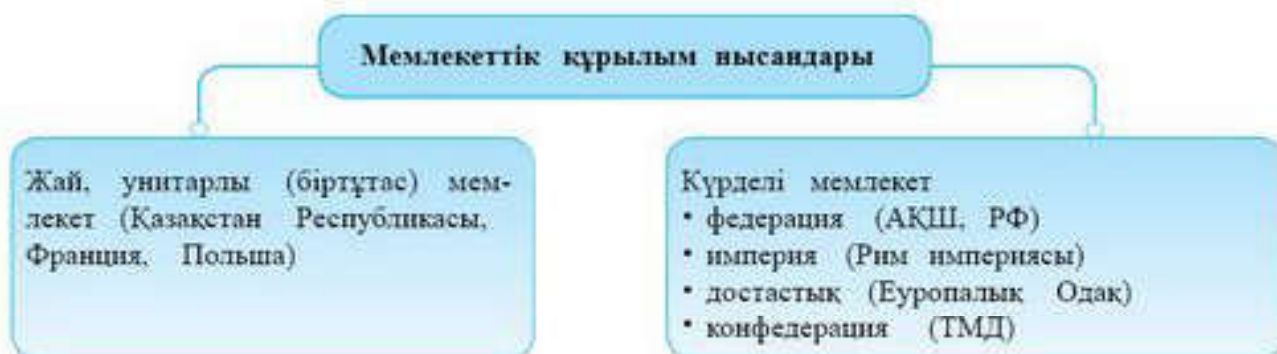 Мемлекеттік құрылым нысандары
Жай, унитарлы (біртұтас) мем-
лекет (Қазақстан Республикасы,
Франция, Польша)
Күрделі мемлекет
• федерация (АҚШ, РФ)
• империя (Рим империясы)
• достастық (Еуропалық Одақ)
• конфедерация (ТМД)